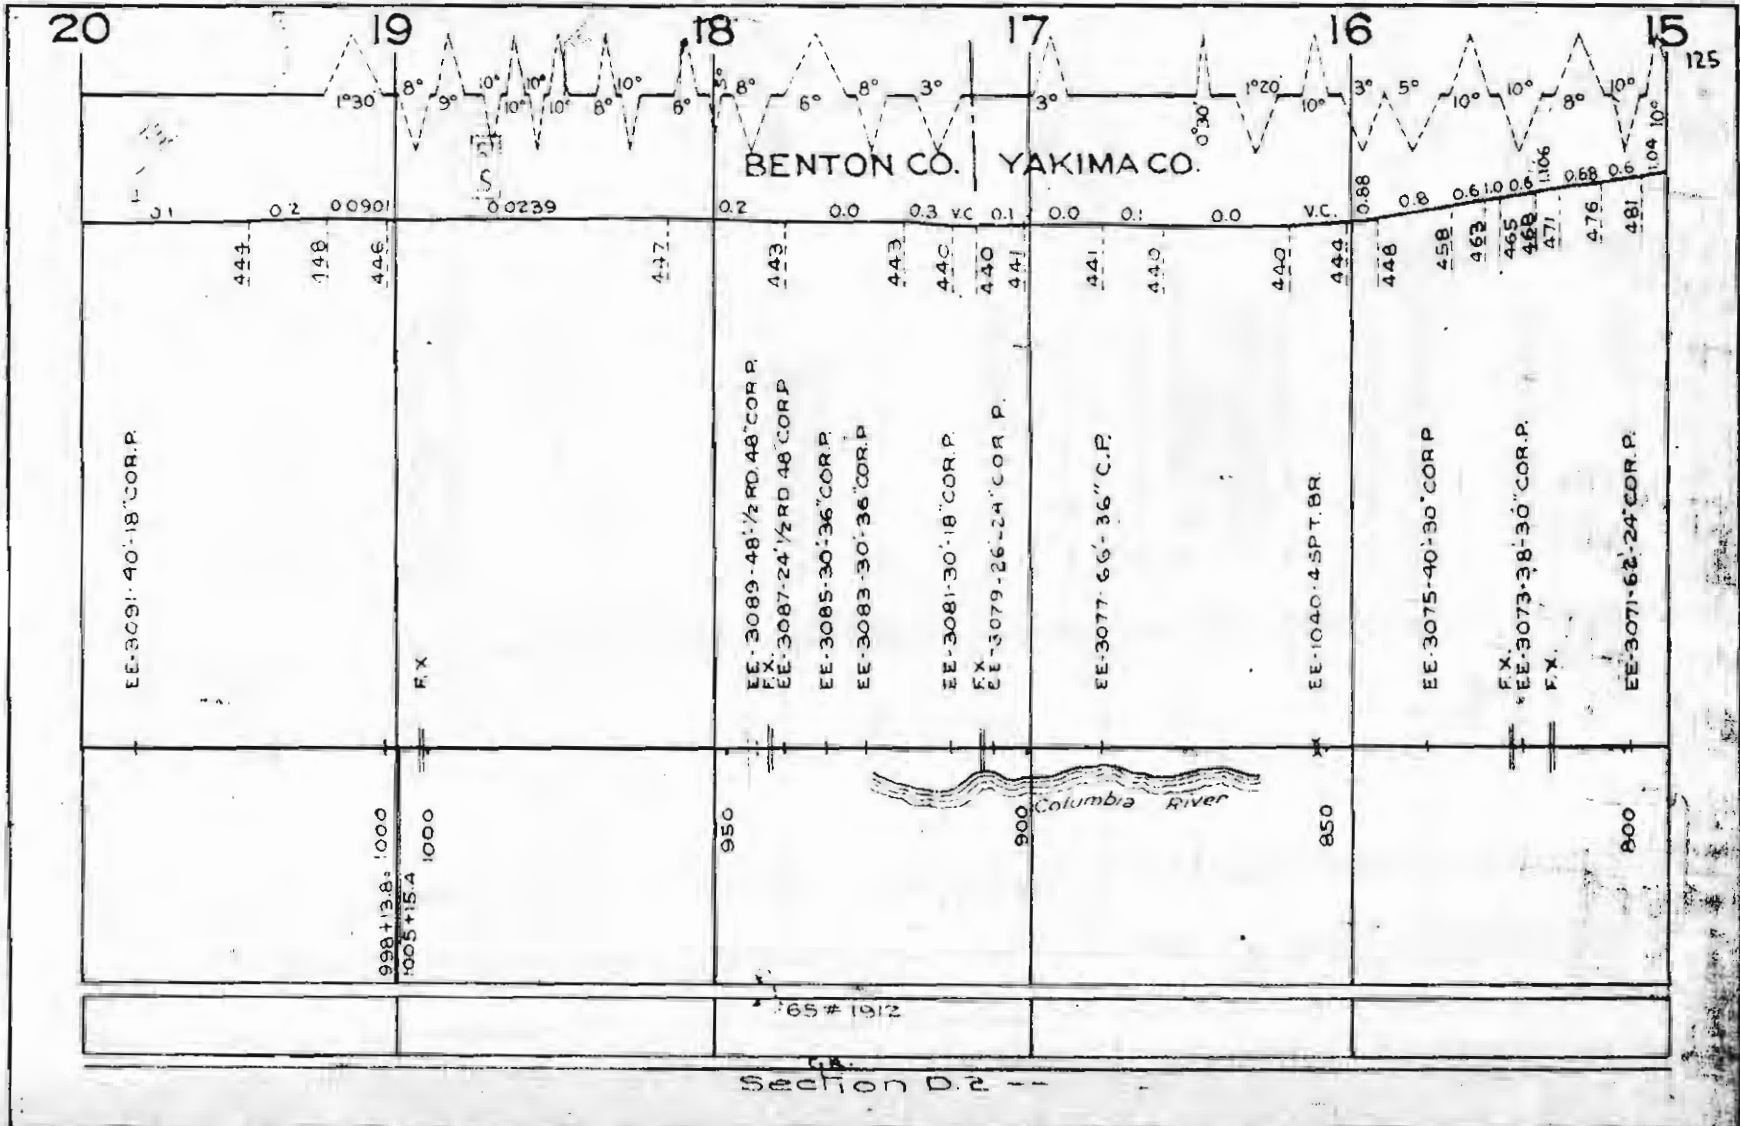 20 19 18 17 16 15
125
1°30' 8° 9° 10° 10° 10° 10° 8° 10° 6° 5° 8° 6° 8° 3° 3° 0°30' 1°20' 10° 3° 5° 10° 10° 8° 10° 10°
S
BENTON CO. YAKIMA CO.
0.1 0.2 0.0901 0.0239 0.2 0.0 0.3 V.C 0.1 0.0 0.1 0.0 V.C. 0.88 0.8 0.6 1.0 0.6 1.106 0.68 0.6 1.04
444 448 446 447 443 443 440 440 441 441 440 440 444 448 458 463 465 468 471 476 481
EE-3091-40'-18"COR.P.
F.X
EE-3089-48'-1/2 RD.48"COR P.
F.X.
EE-3087-24'1/2 RD 48"COR.P
EE-3085-30'-36"COR.P.
EE-3083-30'-36"COR.P
EE-3081-30'-18"COR.P.
F.X
EE-3079-26'-24"COR.P.
EE-3077-66'-36" C.P.
EE-1040-4SP T. BR.
EE-3075-40'-30"COR P
F.X.
EE-3073-38'-30"COR.P.
F.X.
EE-3071-62'-24"COR.P.
Columbia River
998+13.8= 1000
1005+15.4
1000
950
900
850
800
65# 1912
Section D.2 --